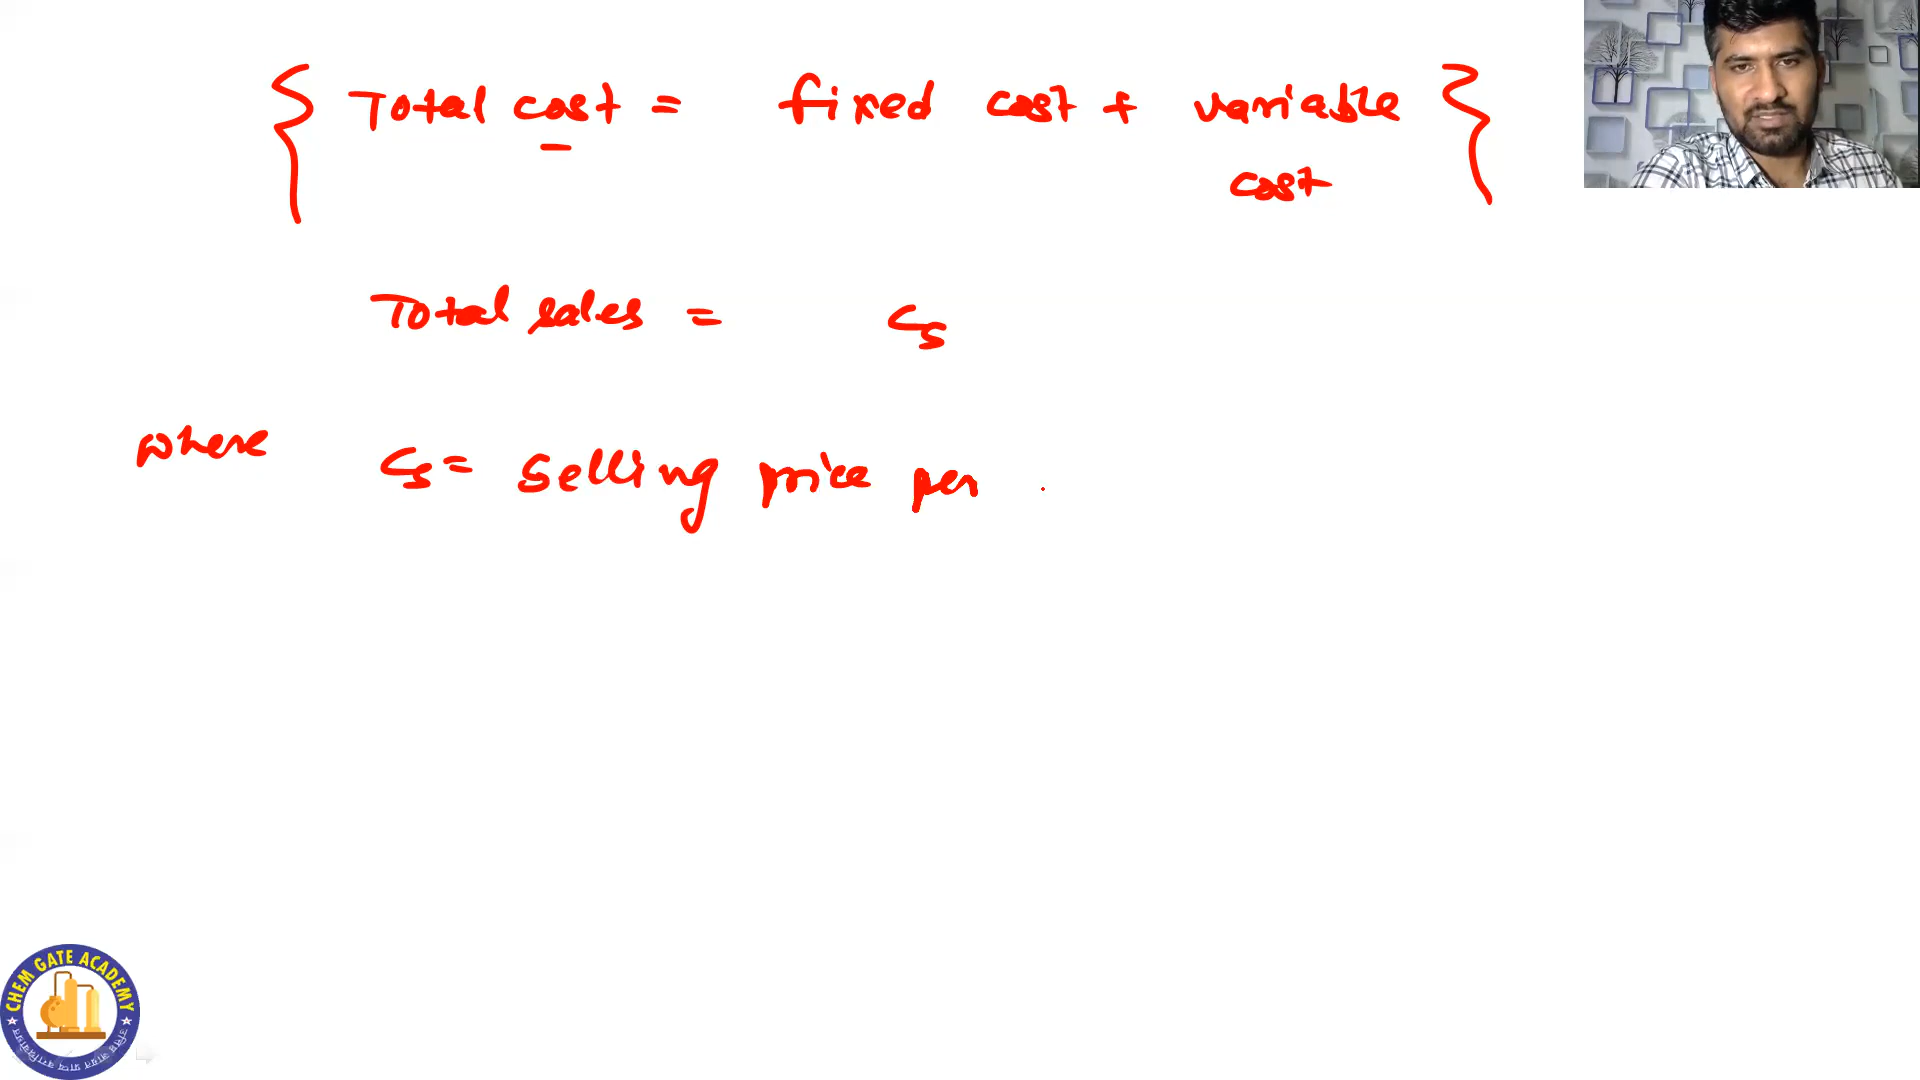 { Total cost = fixed cost + variable }
cost
Total sales = Cs
where Cs = Selling price per
CHEM GATE ACADEMY